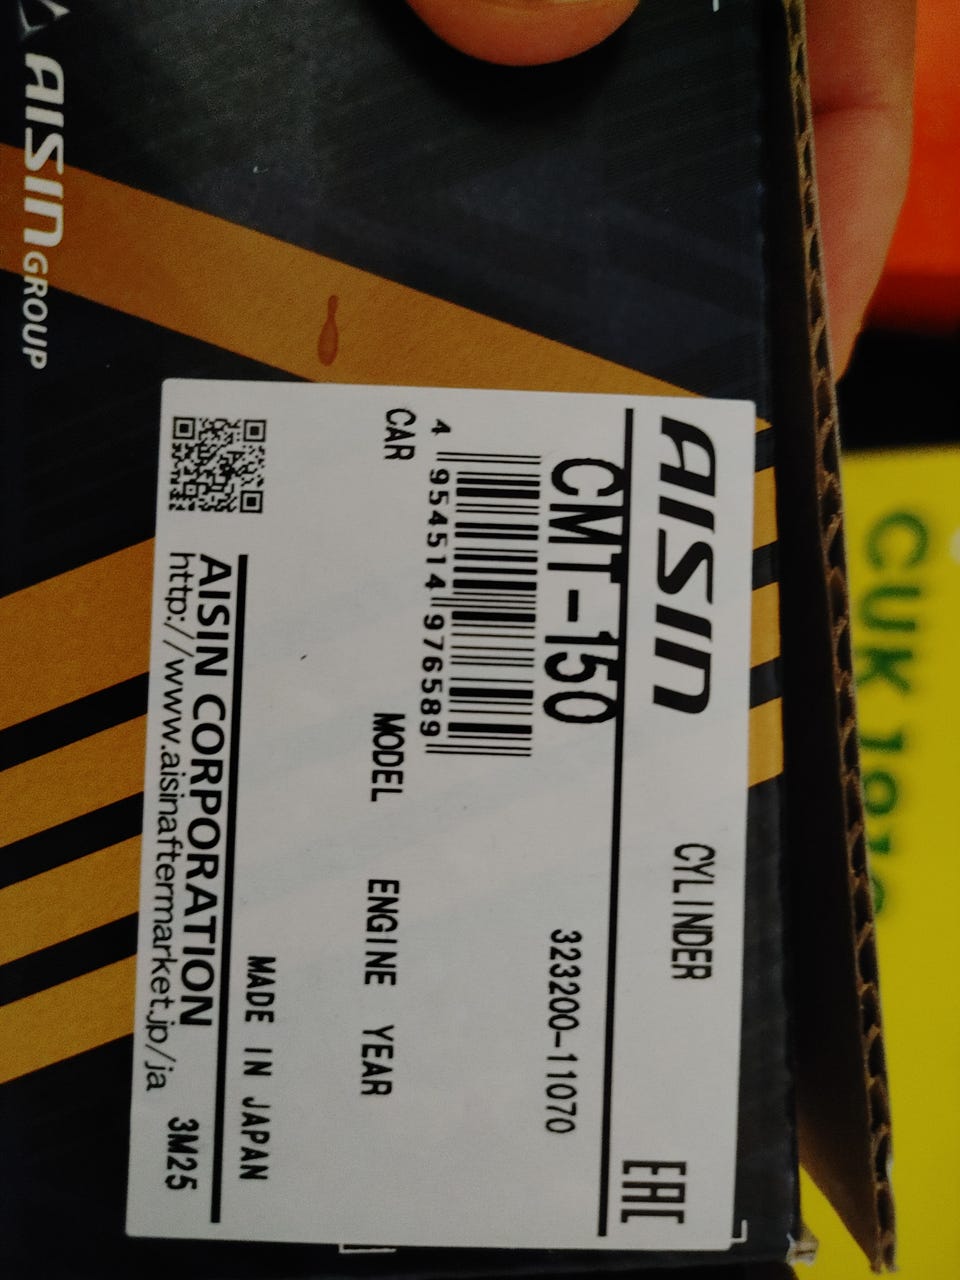 AISIN GROUP
AISIN
CYLINDER
EAC
CMT-150
323200-11070
4 954514 976589
CAR MODEL ENGINE YEAR
MADE IN JAPAN
AISIN CORPORATION
http://www.aisinaftermarket.jp/ja 3M25
CUK